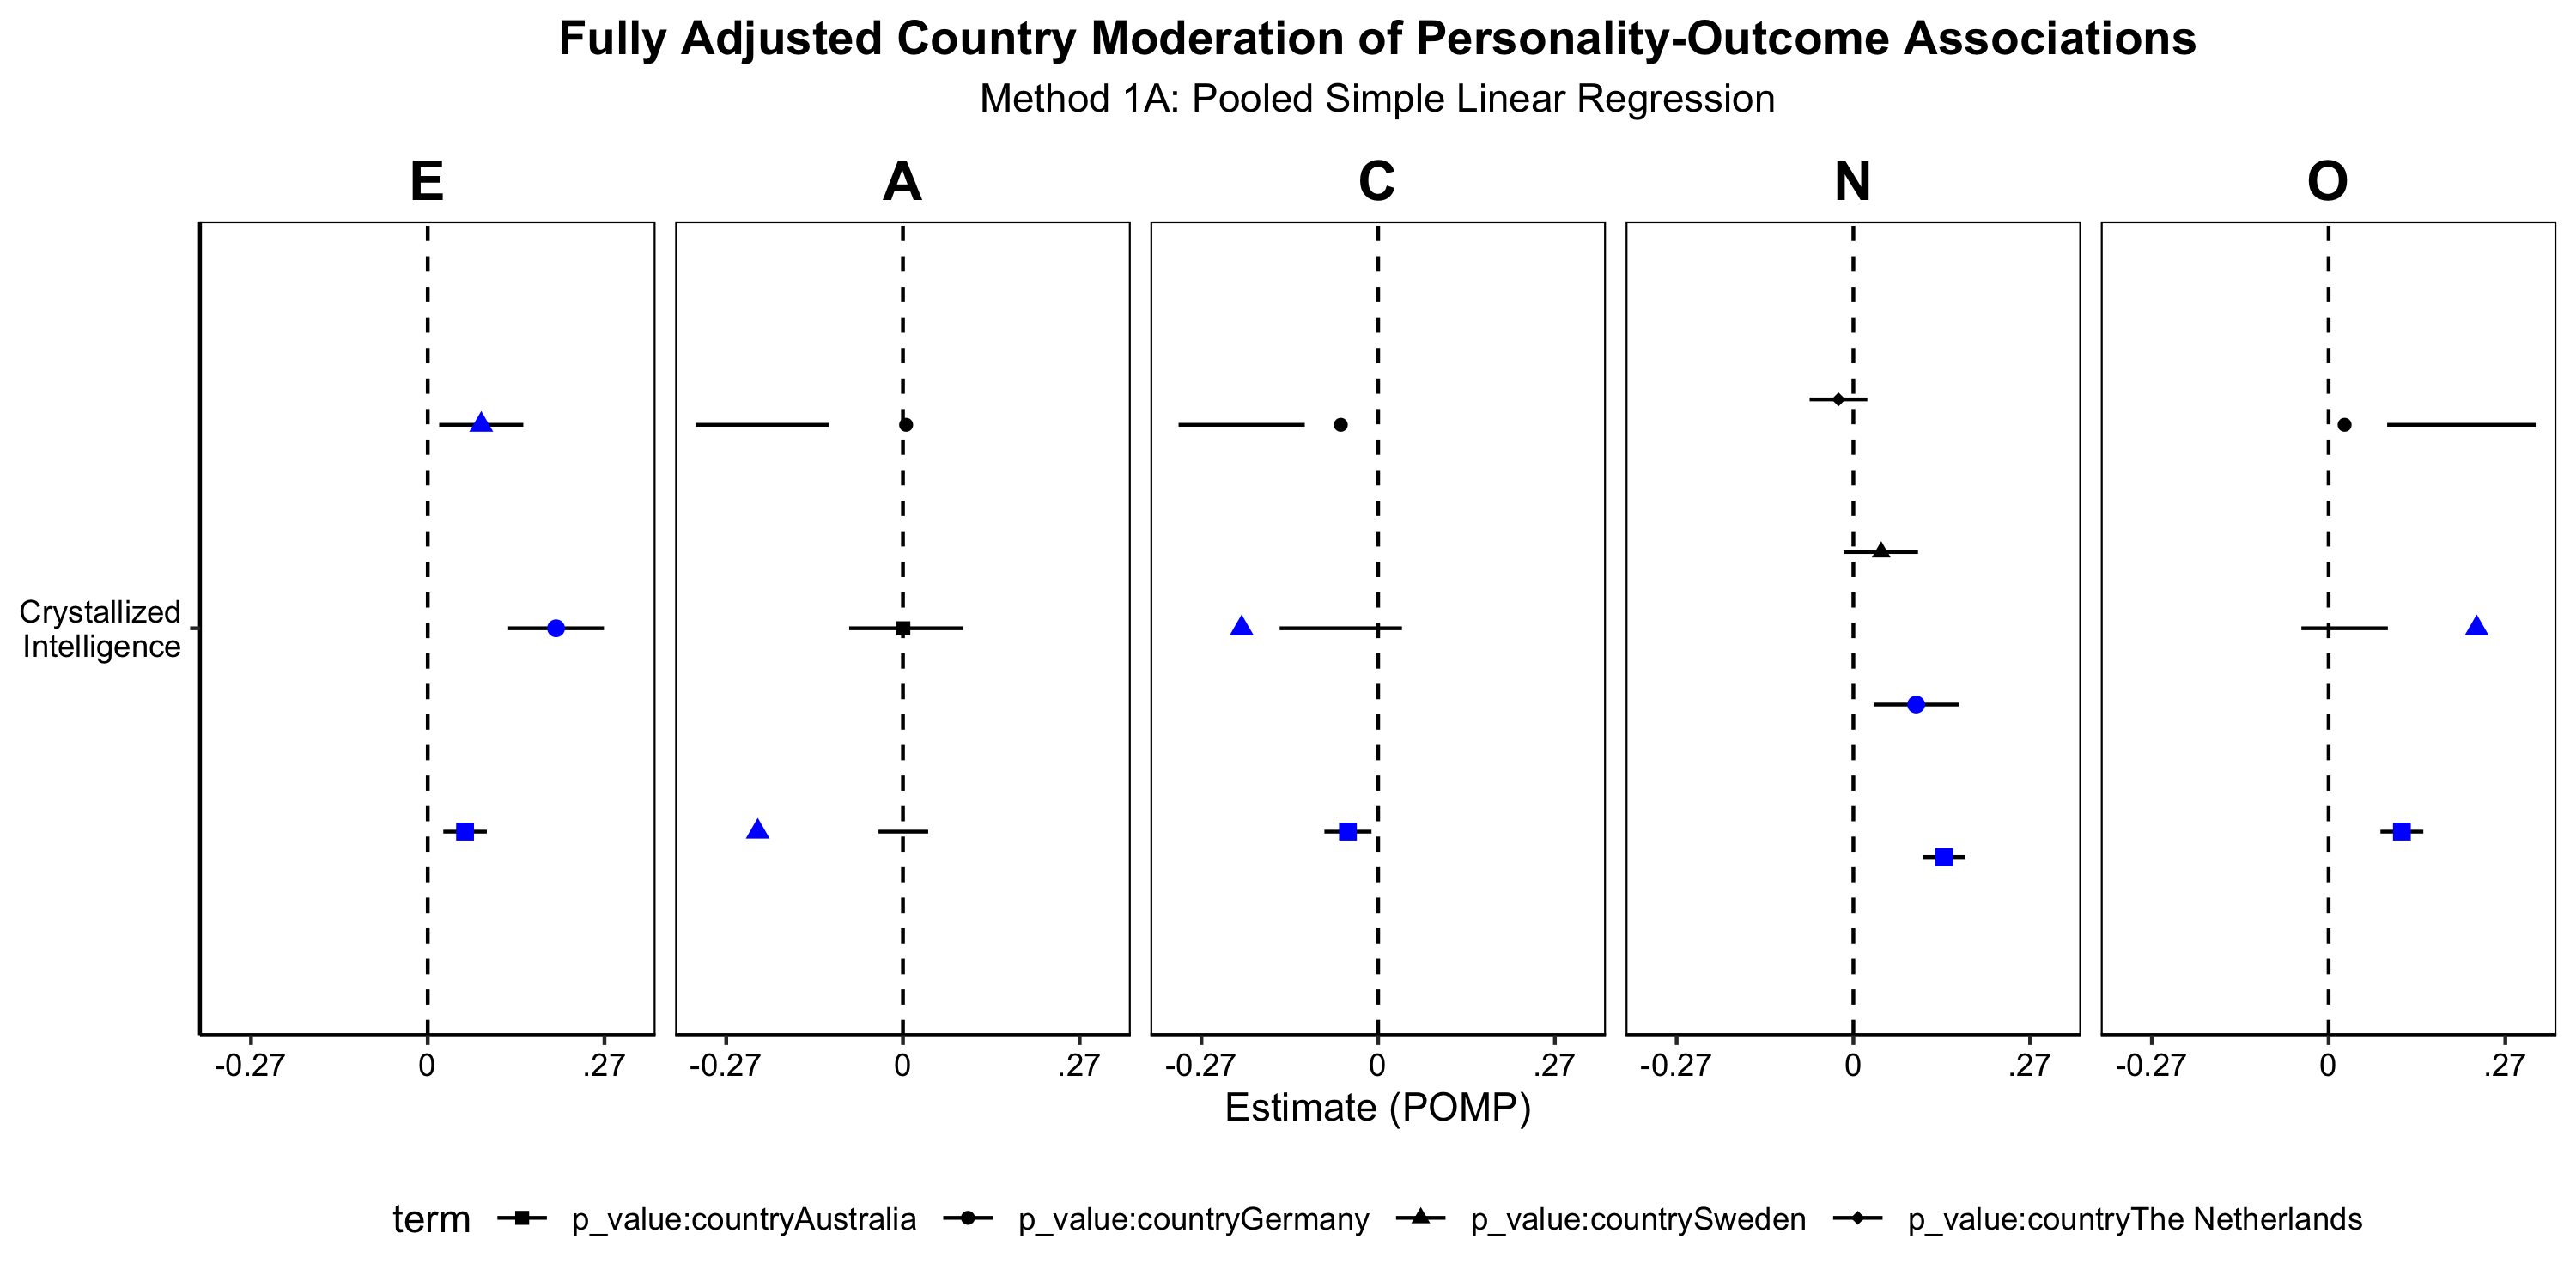 Fully Adjusted Country Moderation of Personality-Outcome Associations
Method 1A: Pooled Simple Linear Regression
E A C N O
Crystallized
Intelligence
-0.27 0 .27 -0.27 0 .27 -0.27 0 .27 -0.27 0 .27 -0.27 0 .27
Estimate (POMP)
term p_value:countryAustralia p_value:countryGermany p_value:countrySweden p_value:countryThe Netherlands